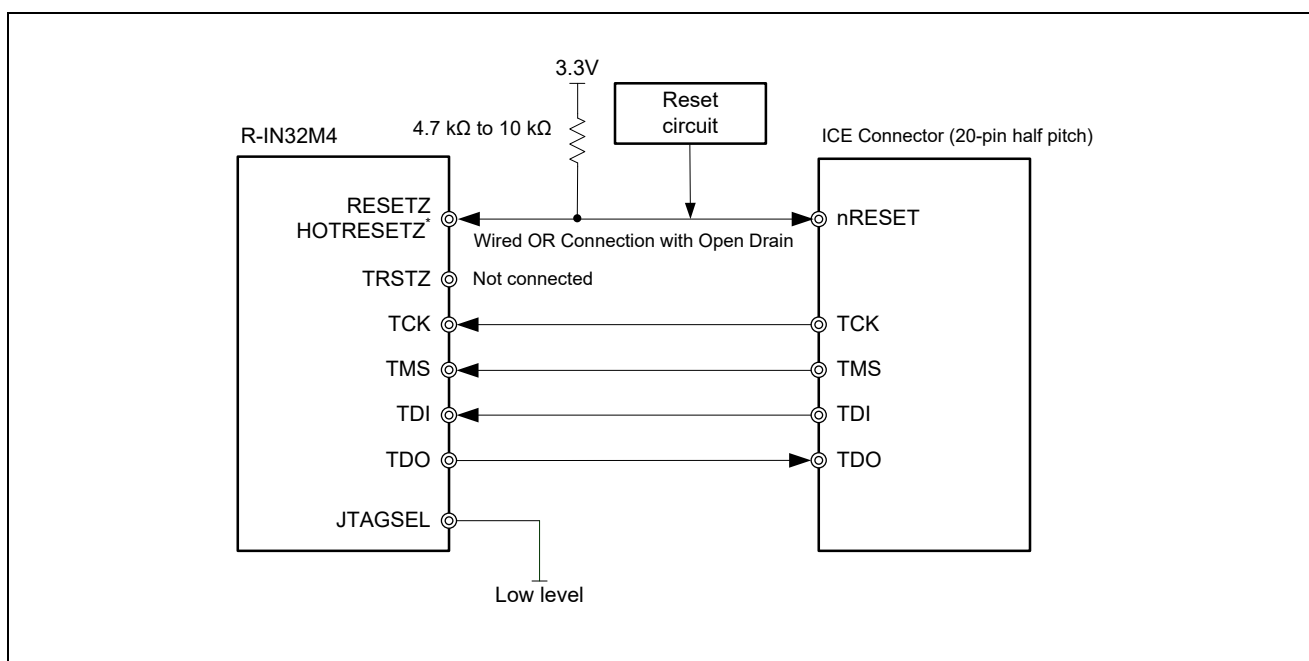 3.3V
Reset
circuit
4.7 kΩ to 10 kΩ
R-IN32M4
ICE Connector (20-pin half pitch)
RESETZ
HOTRESETZ*
nRESET
Wired OR Connection with Open Drain
TRSTZ
Not connected
TCK
TCK
TMS
TMS
TDI
TDI
TDO
TDO
JTAGSEL
Low level